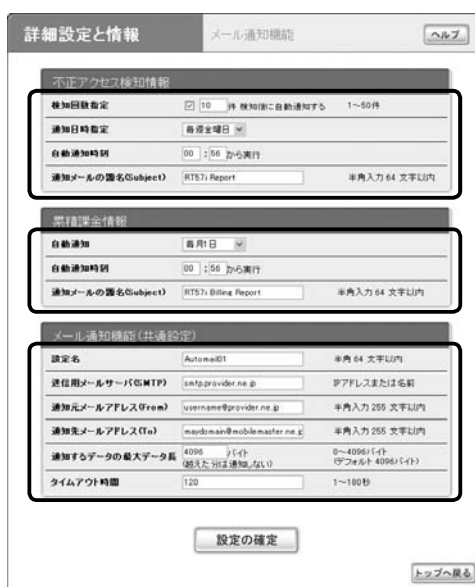 詳細設定と情報 メール通知機能 ヘルプ
不正アクセス検知情報
検知回数指定 10 件 検知後に自動通知する 1～50件
通知日時指定 毎週金曜日
自動通知時刻 00 : 56 から実行
通知メールの題名(Subject) RT57i Report 半角入力 64 文字以内
累積課金情報
自動通知 毎月1日
自動通知時刻 00 : 56 から実行
通知メールの題名(Subject) RT57i Billing Report 半角入力 64 文字以内
メール通知機能(共通設定)
設定名 Automail01 半角 64 文字以内
送信用メールサーバ(SMTP) smtp.provider.ne.jp IPアドレスまたは名前
通知元メールアドレス(From) username@provider.ne.jp 半角入力 255 文字以内
通知先メールアドレス(To) maydomain@mobilemaster.ne.j 半角入力 255 文字以内
通知するデータの最大データ長 4096 バイト 0～4096バイト
(越えた分は通知しない) (デフォルト 4096バイト)
タイムアウト時間 120 1～180秒
設定の確定
トップへ戻る